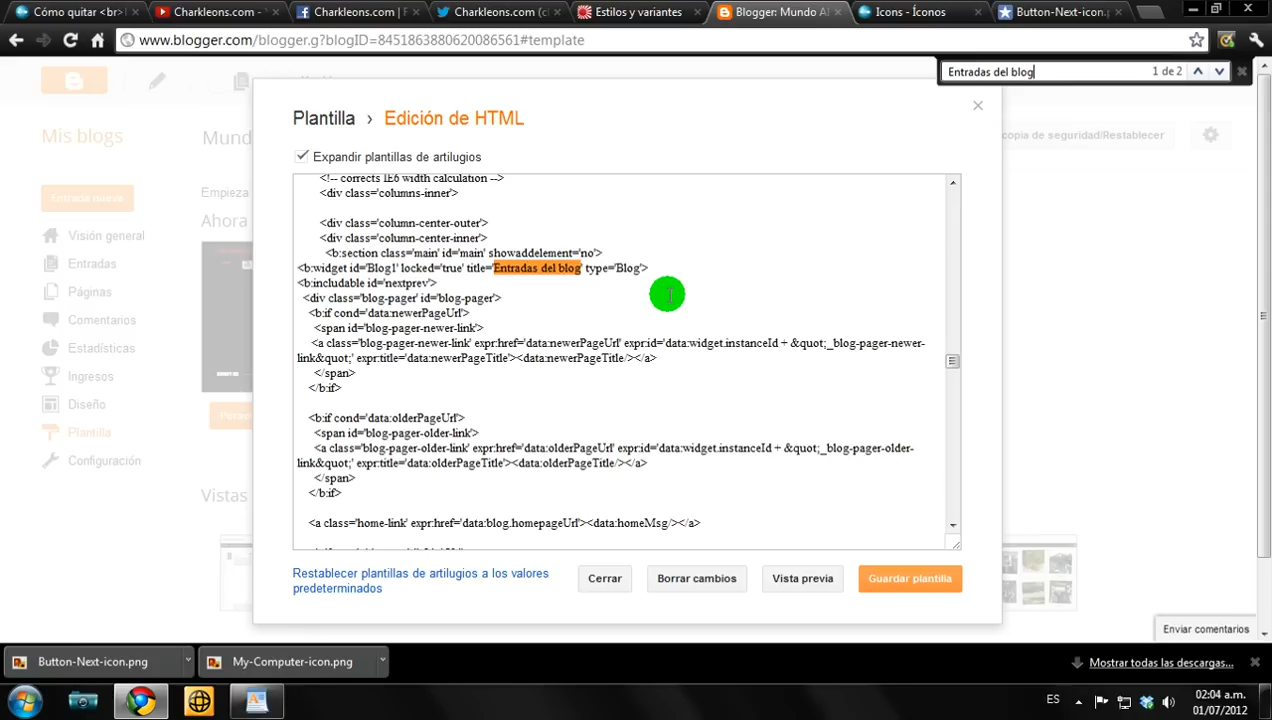 Cómo quitar <br>
Charkleons.com -
Charkleons.com | F
Charkleons.com (c
Estilos y variantes
Blogger: Mundo Al
Icons - Íconos
Button-Next-icon.p
www.blogger.com/blogger.g?blogID=8451863880620086561#template
Entradas del blog
1 de 2
Plantilla › Edición de HTML
Mis blogs
Mund
copia de seguridad/Restablecer
Expandir plantillas de artilugios
Entrada nueva
Empieza
Ahora
Visión general
Entradas
Páginas
Comentarios
Estadísticas
Ingresos
Diseño
Plantilla
Configuración
Vistas
<!-- corrects IE6 width calculation -->
<div class='columns-inner'>
<div class='column-center-outer'>
<div class='column-center-inner'>
<b:section class='main' id='main' showaddelement='no'>
<b:widget id='Blog1' locked='true' title='Entradas del blog' type='Blog'>
<b:includable id='nextprev'>
<div class='blog-pager' id='blog-pager'>
<b:if cond='data:newerPageUrl'>
<span id='blog-pager-newer-link'>
<a class='blog-pager-newer-link' expr:href='data:newerPageUrl' expr:id='data:widget.instanceId + &quot;_blog-pager-newer-
link&quot;' expr:title='data:newerPageTitle'><data:newerPageTitle/></a>
</span>
</b:if>
<b:if cond='data:olderPageUrl'>
<span id='blog-pager-older-link'>
<a class='blog-pager-older-link' expr:href='data:olderPageUrl' expr:id='data:widget.instanceId + &quot;_blog-pager-older-
link&quot;' expr:title='data:olderPageTitle'><data:olderPageTitle/></a>
</span>
</b:if>
<a class='home-link' expr:href='data:blog.homepageUrl'><data:homeMsg/></a>
Restablecer plantillas de artilugios a los valores
predeterminados
Cerrar
Borrar cambios
Vista previa
Guardar plantilla
Enviar comentarios
Button-Next-icon.png
My-Computer-icon.png
Mostrar todas las descargas...
ES
02:04 a.m.
01/07/2012